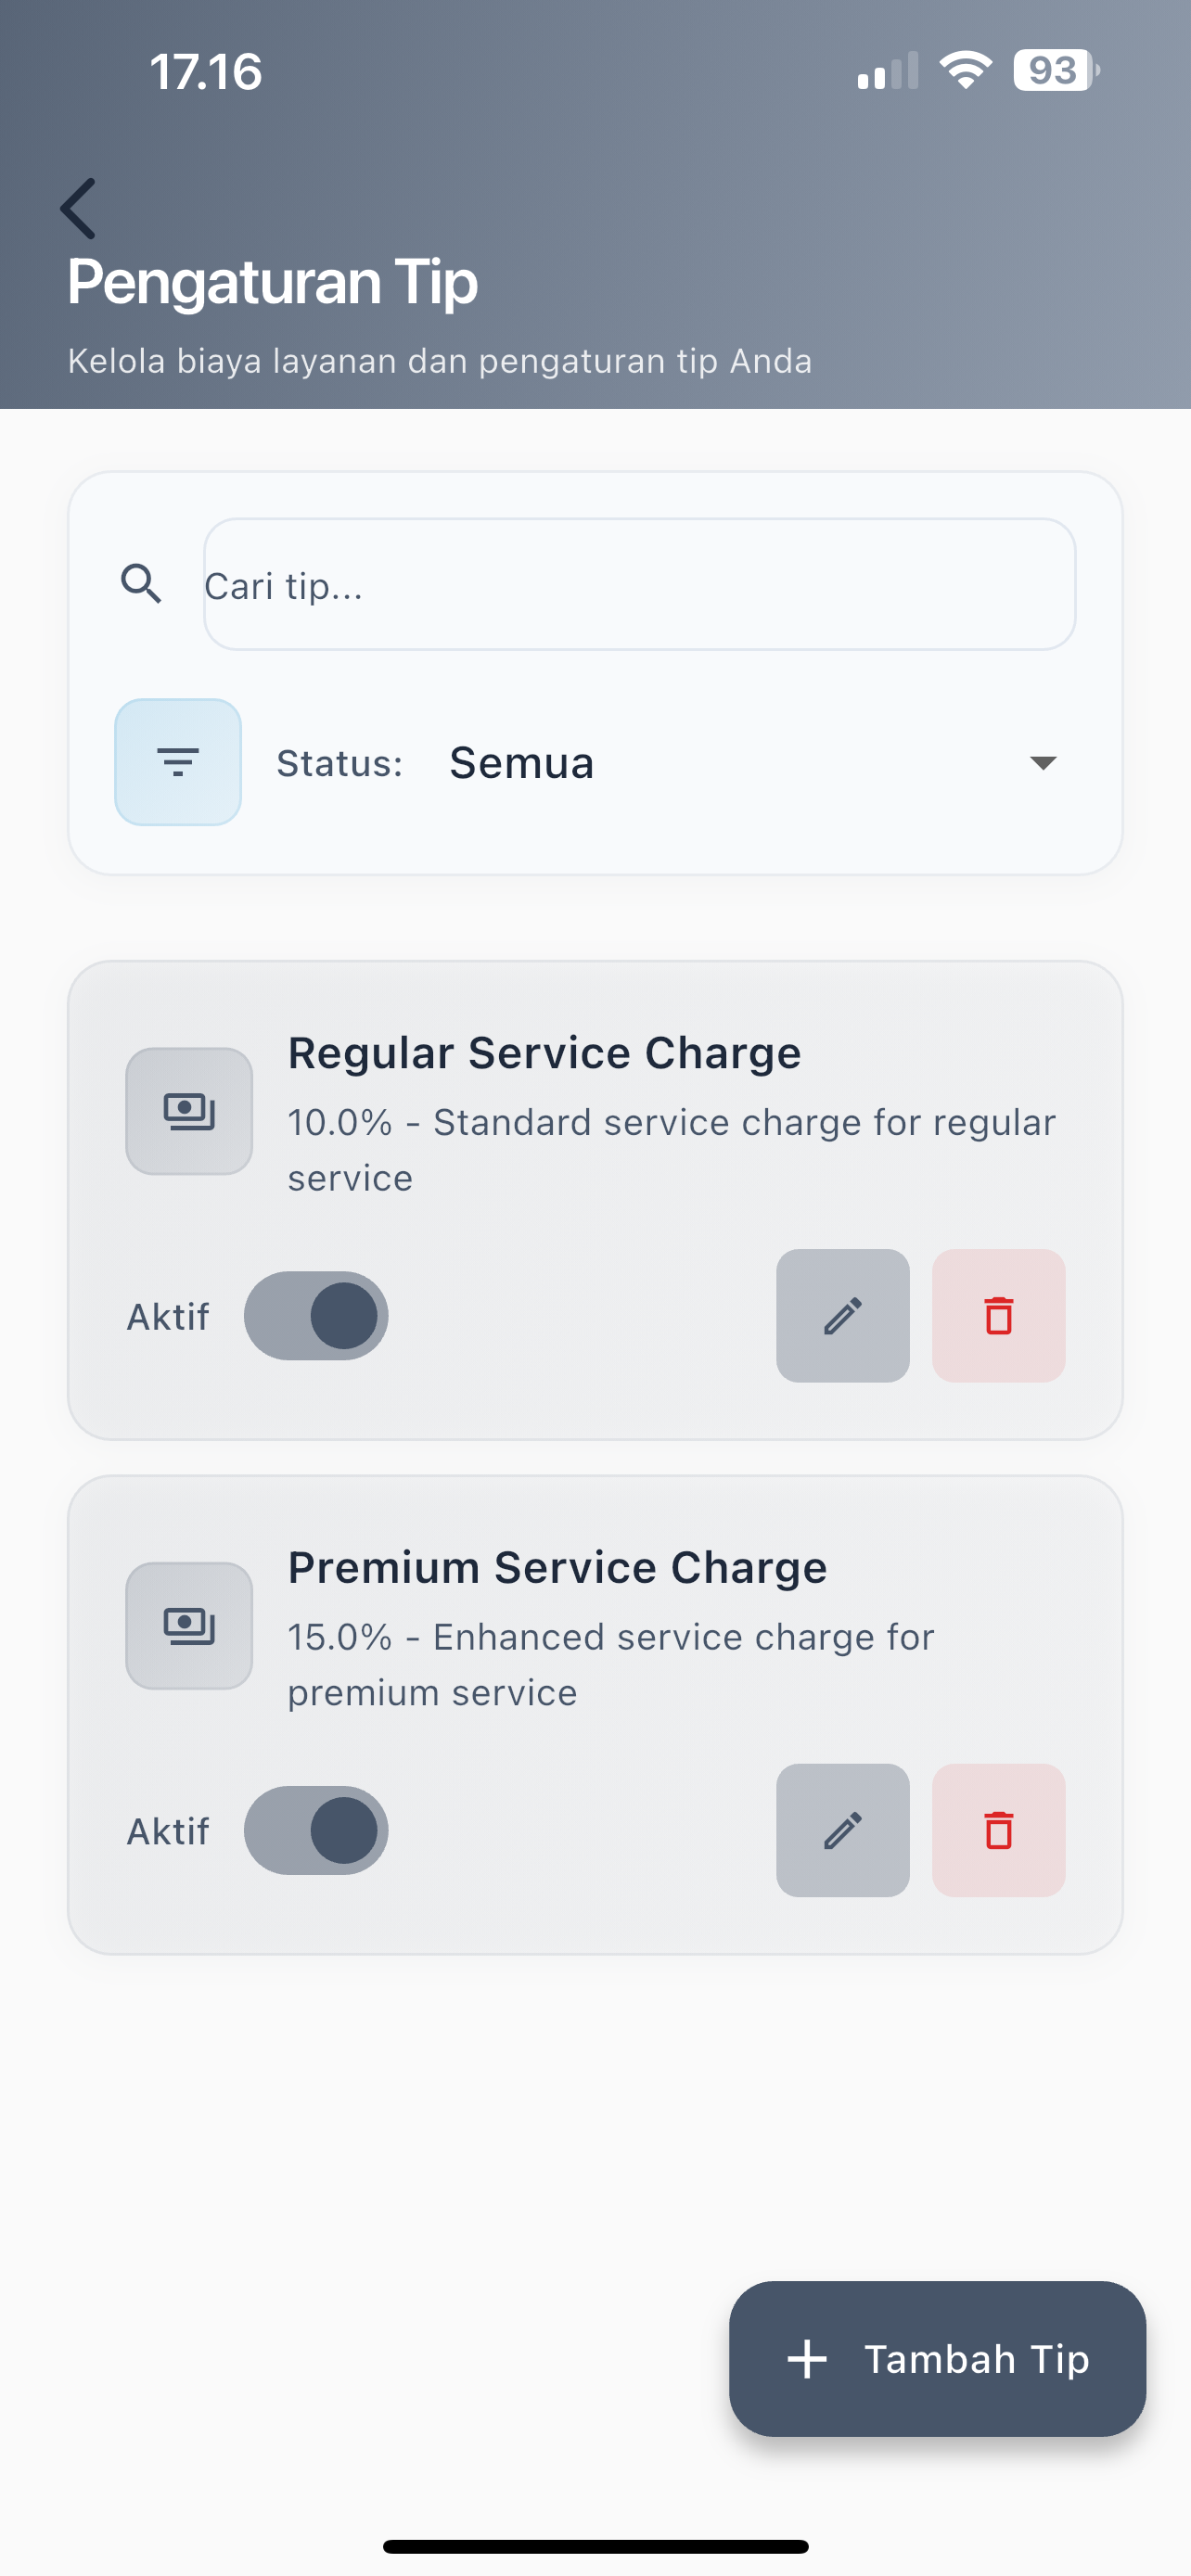 17.16
93
Pengaturan Tip
Kelola biaya layanan dan pengaturan tip Anda
Cari tip...
Status: Semua
Regular Service Charge
10.0% - Standard service charge for regular
service
Aktif
Premium Service Charge
15.0% - Enhanced service charge for
premium service
Aktif
Tambah Tip